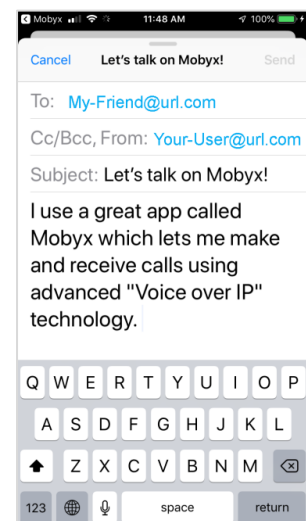 Mobyx 11:48 AM 100%
Cancel Let's talk on Mobyx! Send
To: My-Friend@url.com
Cc/Bcc, From: Your-User@url.com
Subject: Let's talk on Mobyx!
I use a great app called
Mobyx which lets me make
and receive calls using
advanced "Voice over IP"
technology.
Q W E R T Y U I O P
A S D F G H J K L
Z X C V B N M
123 space return